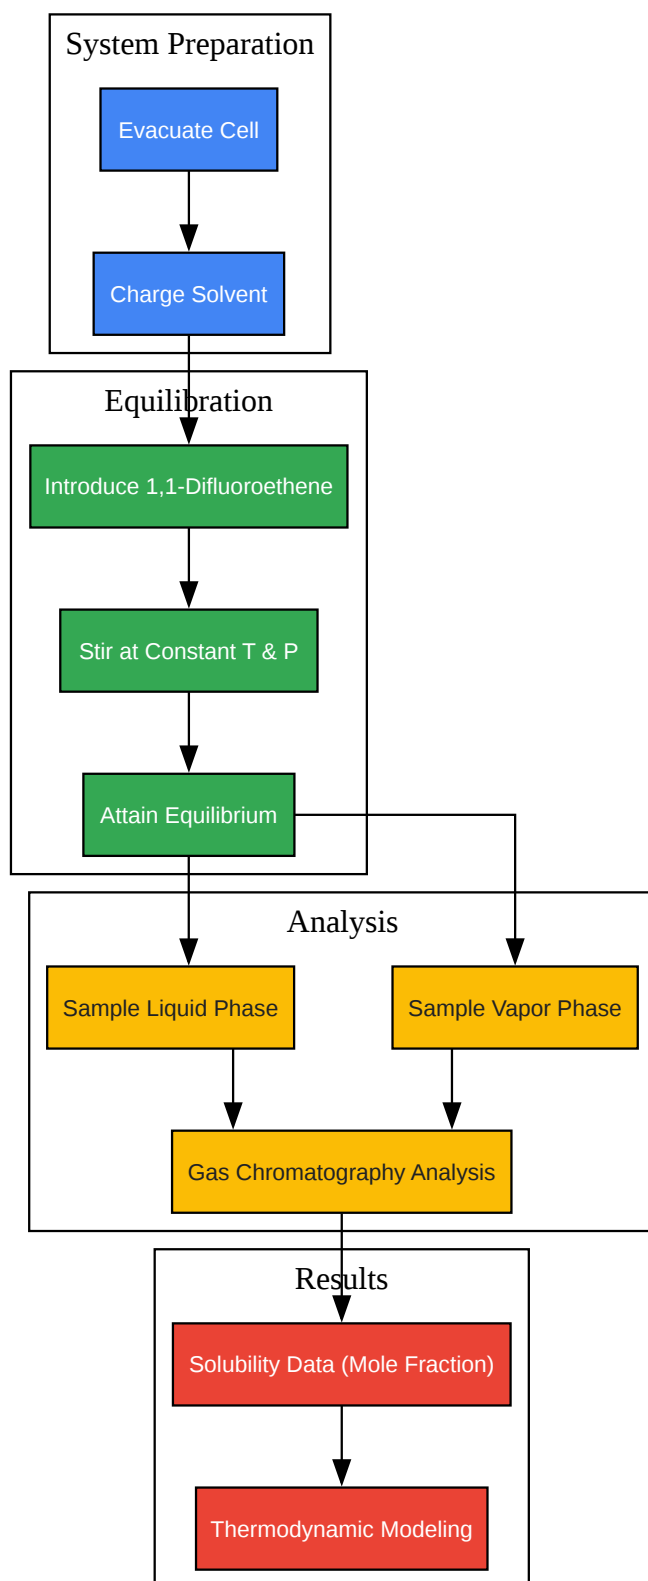 System Preparation
Evacuate Cell
Charge Solvent
Equilibration
Introduce 1,1-Difluoroethene
Stir at Constant T & P
Attain Equilibrium
Analysis
Sample Liquid Phase
Sample Vapor Phase
Gas Chromatography Analysis
Results
Solubility Data (Mole Fraction)
Thermodynamic Modeling